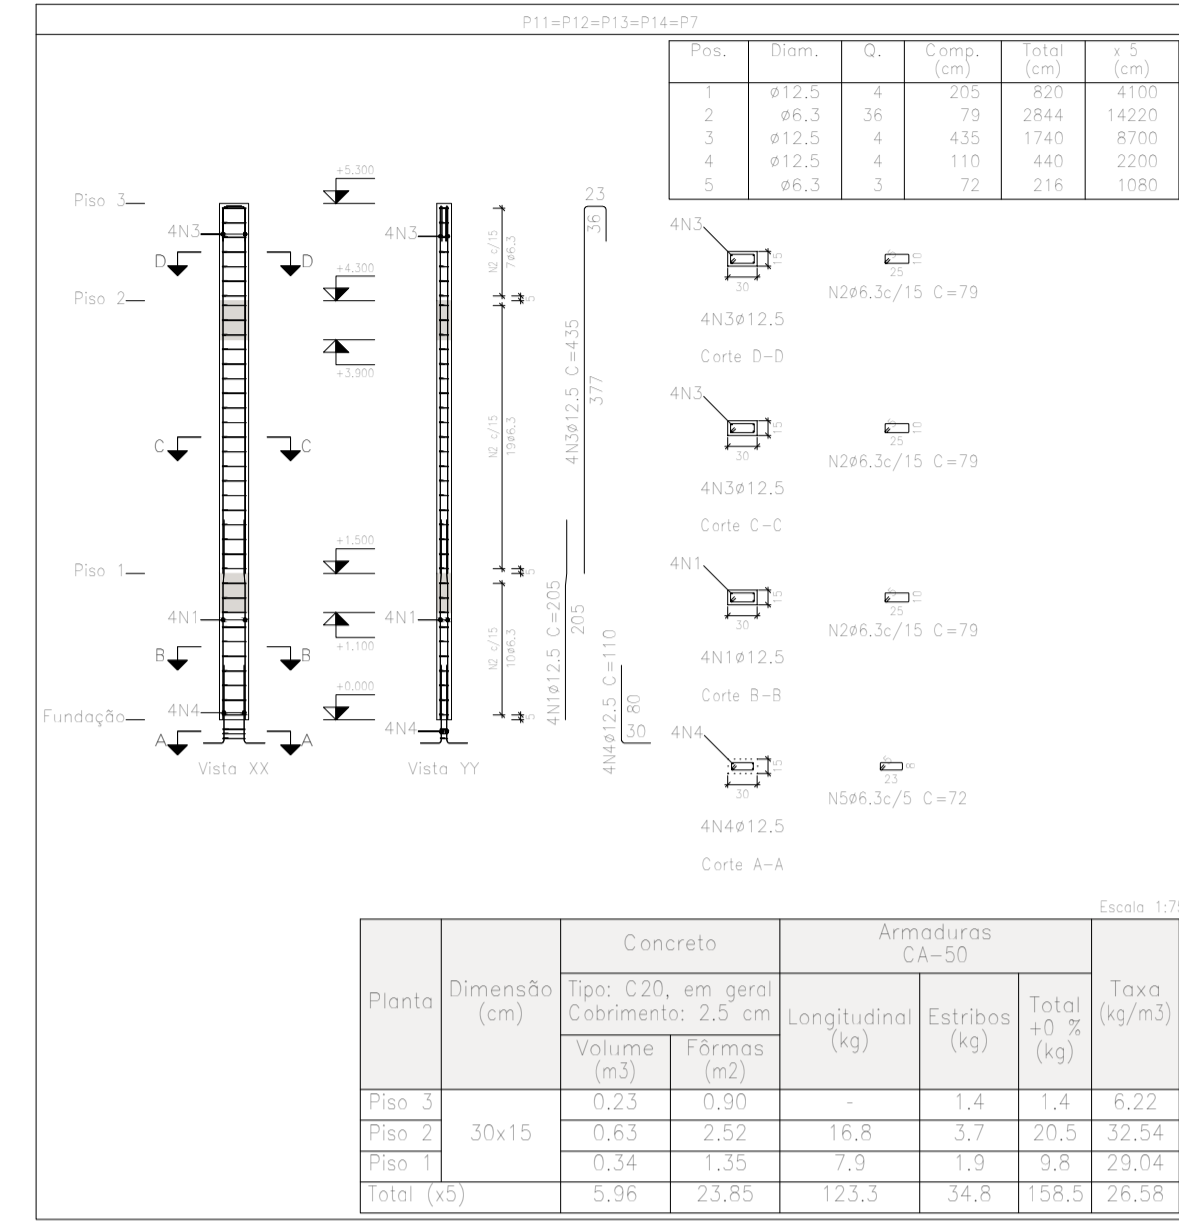 P11=P12=P13=P14=P7
Pos. Diam. Q. Comp. (cm) Total (cm) x 5 (cm)
1 ø12.5 4 205 820 4100
2 ø6.3 36 79 2844 14220
3 ø12.5 4 435 1740 8700
4 ø12.5 4 110 440 2200
5 ø6.3 3 72 216 1080
Piso 3
Piso 2
Piso 1
Fundação
4N3
D D
C C
4N1
B B
4N4
A A
Vista XX
+5.300
+4.300
+3.900
+1.500
+1.100
+0.000
4N3
4N1
4N4
Vista YY
N2 c/15
7ø6.3
5
N2 c/15
19ø6.3
5
N2 c/15
10ø6.3
5
23
36
4N3ø12.5 C=435
377
4N1ø12.5 C=205
205
4N4ø12.5 C=110
80
30
4N3
15
30
4N3ø12.5
Corte D-D
5
25
10
N2ø6.3c/15 C=79
4N3
15
30
4N3ø12.5
Corte C-C
5
25
10
N2ø6.3c/15 C=79
4N1
15
30
4N1ø12.5
Corte B-B
5
25
10
N2ø6.3c/15 C=79
4N4
15
30
4N4ø12.5
Corte A-A
5
23
8
N5ø6.3c/5 C=72
Escala 1:75
Planta
Dimensão
(cm)
Concreto
Tipo: C20, em geral
Cobrimento: 2.5 cm
Volume
(m3)
Fôrmas
(m2)
Armaduras
CA-50
Longitudinal
(kg)
Estribos
(kg)
Total
+0 %
(kg)
Taxa
(kg/m3)
Piso 3 30x15 0.23 0.90 - 1.4 1.4 6.22
Piso 2 0.63 2.52 16.8 3.7 20.5 32.54
Piso 1 0.34 1.35 7.9 1.9 9.8 29.04
Total (x5) 5.96 23.85 123.3 34.8 158.5 26.58